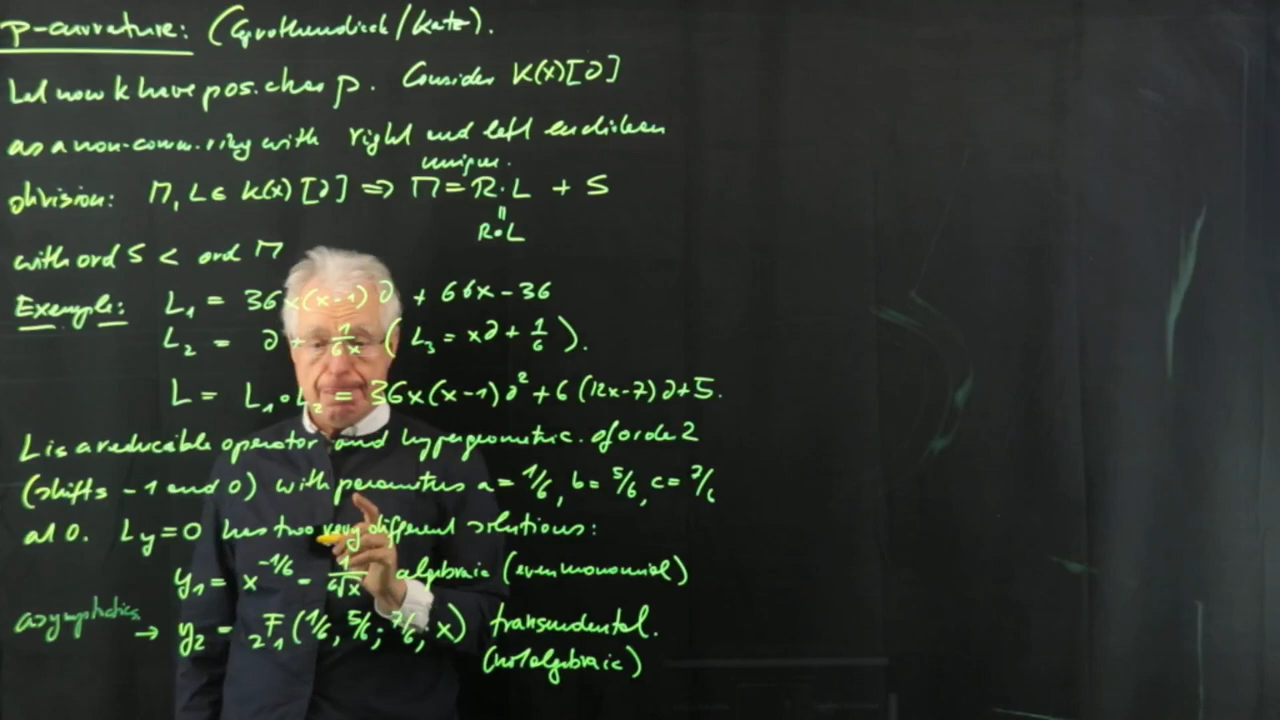 p-curvature: (Grothendieck/Katz).
Let now k have pos. char p. Consider K(x)[∂]
as a non-comm. ring with right and left euclidean
unique.
division: M, L ∈ K(x)[∂] ⇒ M = R·L + S
"
R∘L
with ord S < ord M
Example: L₁ = 36x(x-1)∂ + 66x-36
L₂ = ∂ + 1/6x (L₃ = x∂ + 1/6).
L = L₁∘L₂ = 36x(x-1)∂² + 6(12x-7)∂+5.
L is a reducible operator and hypergeometric. of order 2
(shifts -1 and 0) with parameters a = 1/6, b = 5/6, c = 7/6
at 0. Ly=0 has two very different solutions:
y₁ = x^-1/6 = 1/⁶√x algebraic (even monomial)
asymptotics → y₂ = ₂F₁(1/6, 5/6; 7/6, x) transcendental.
(not algebraic)